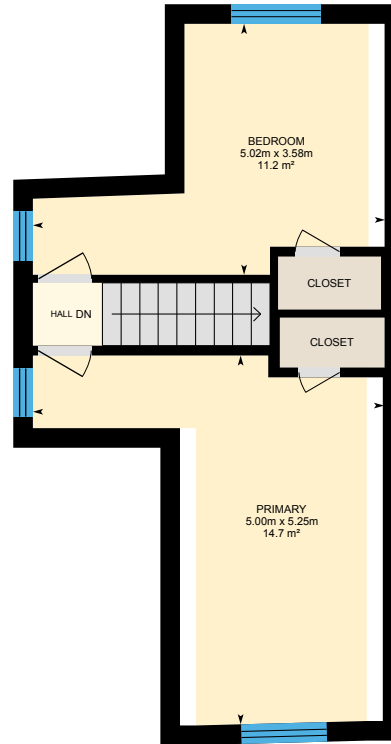 BEDROOM
5.02m x 3.58m
11.2 m²
CLOSET
HALL DN
CLOSET
PRIMARY
5.00m x 5.25m
14.7 m²